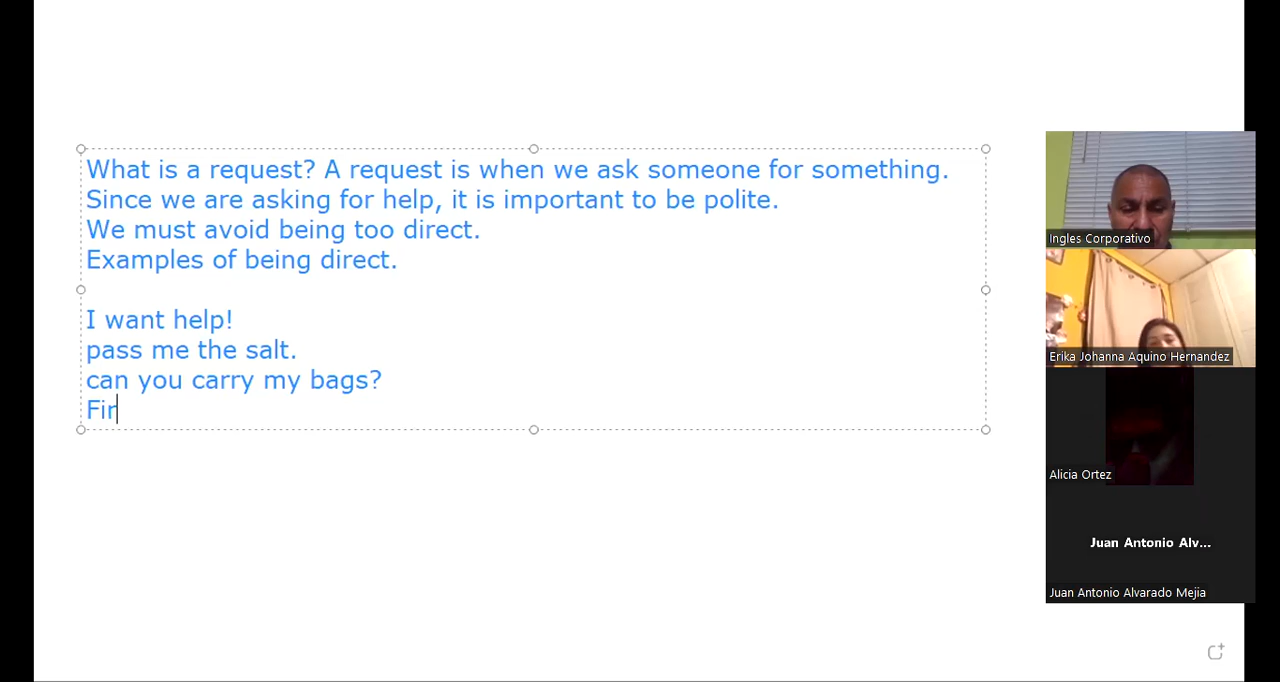 What is a request? A request is when we ask someone for something.
Since we are asking for help, it is important to be polite.
We must avoid being too direct.
Examples of being direct.
I want help!
pass me the salt.
can you carry my bags?
Fir
Ingles Corporativo
Erika Johanna Aquino Hernandez
Alicia Ortez
Juan Antonio Alv...
Juan Antonio Alvarado Mejia